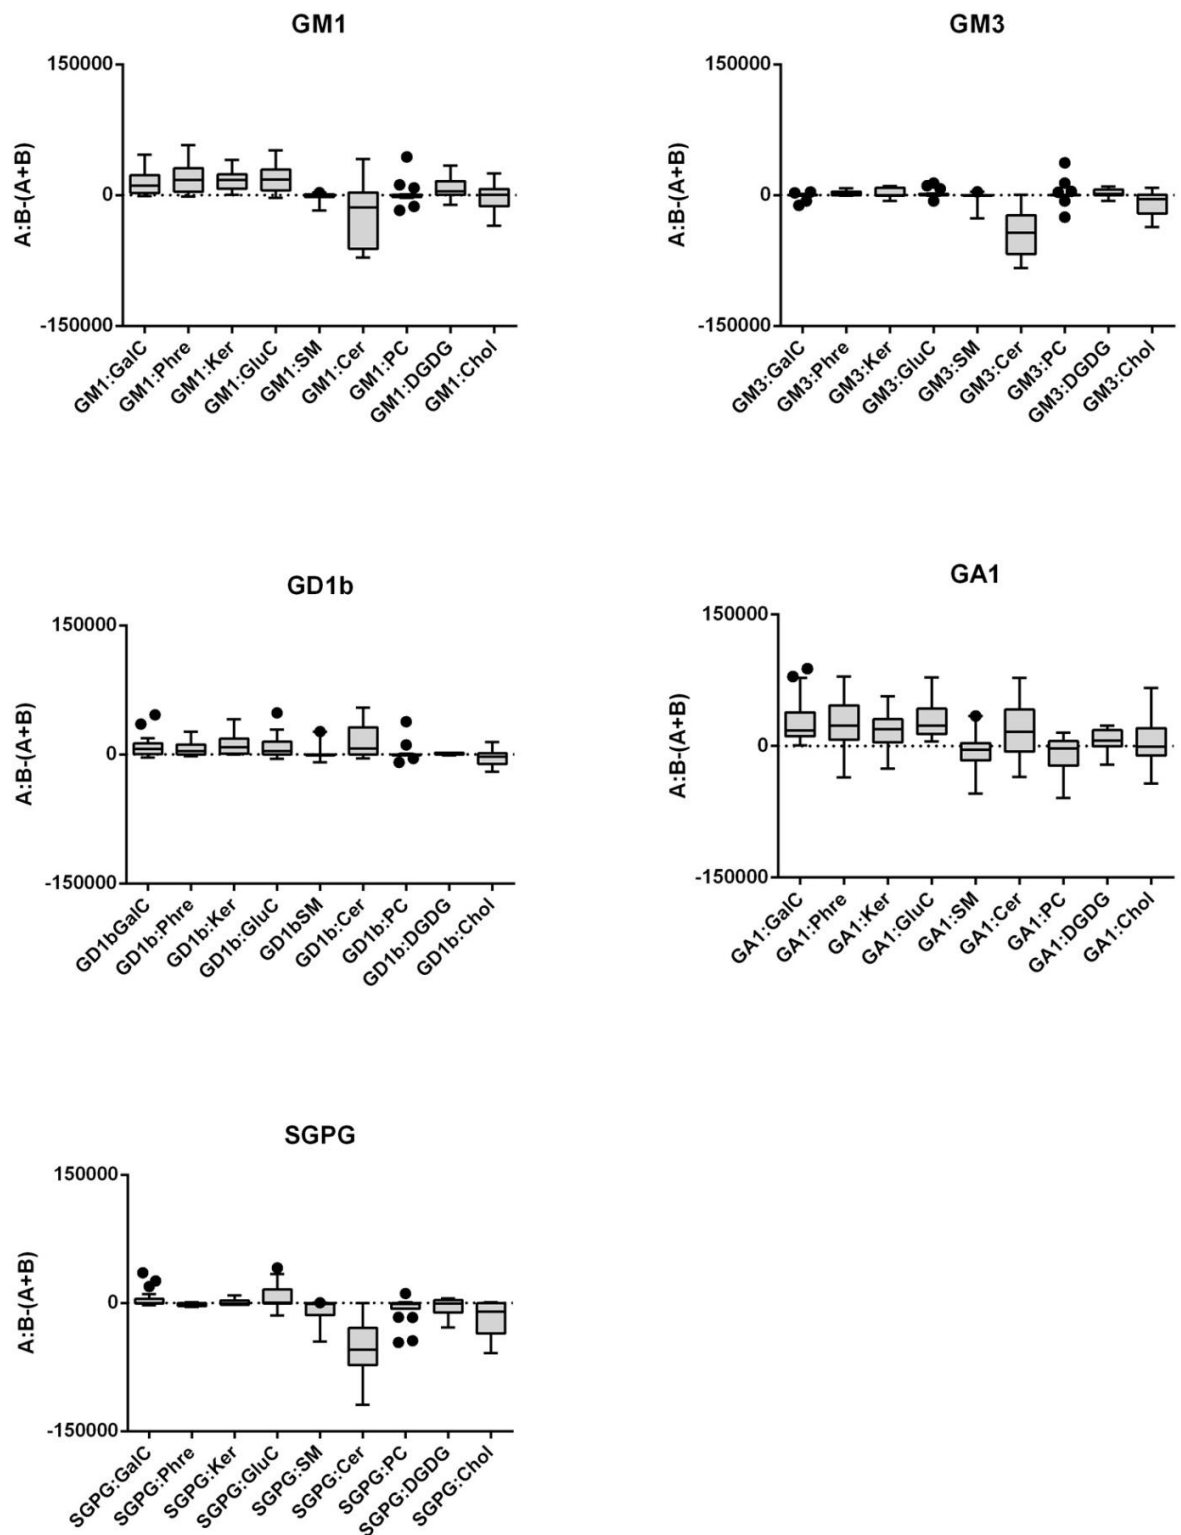 GM1
150000
0
-150000
A:B-(A+B)
GM1:GalC
GM1:Phre
GM1:Ker
GM1:GluC
GM1:SM
GM1:Cer
GM1:PC
GM1:DGDG
GM1:Chol
GM3
150000
0
-150000
A:B-(A+B)
GM3:GalC
GM3:Phre
GM3:Ker
GM3:GluC
GM3:SM
GM3:Cer
GM3:PC
GM3:DGDG
GM3:Chol
GD1b
150000
0
-150000
A:B-(A+B)
GD1bGalC
GD1b:Phre
GD1b:Ker
GD1b:GluC
GD1bSM
GD1b:Cer
GD1b:PC
GD1b:DGDG
GD1b:Chol
GA1
150000
0
-150000
A:B-(A+B)
GA1:GalC
GA1:Phre
GA1:Ker
GA1:GluC
GA1:SM
GA1:Cer
GA1:PC
GA1:DGDG
GA1:Chol
SGPG
150000
0
-150000
A:B-(A+B)
SGPG:GalC
SGPG:Phre
SGPG:Ker
SGPG:GluC
SGPG:SM
SGPG:Cer
SGPG:PC
SGPG:DGDG
SGPG:Chol